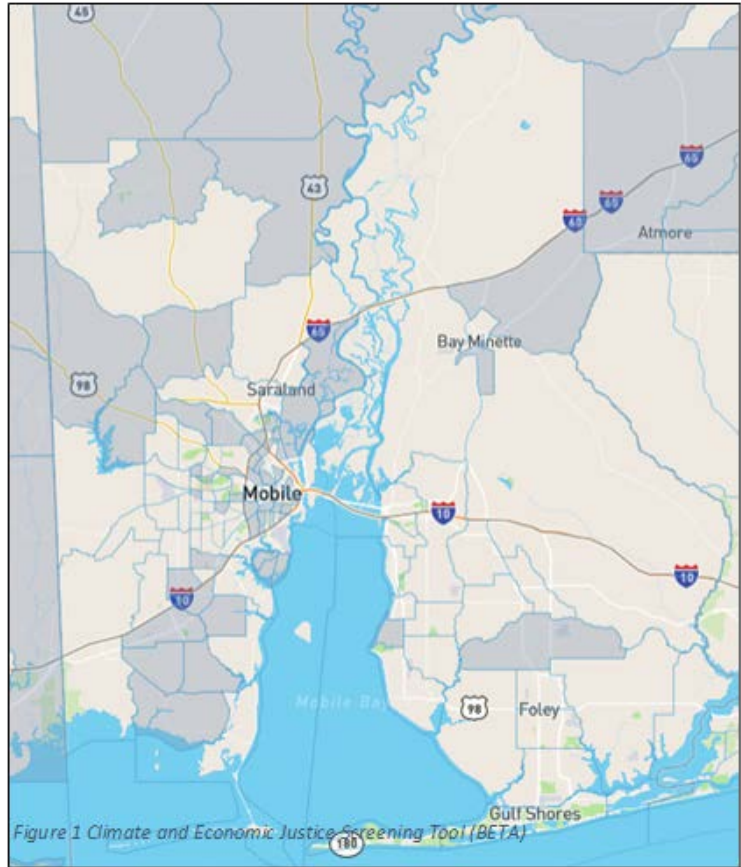 45
43
65
65
65
Atmore
65
Bay Minette
98
Saraland
Mobile
10
10
10
Mobile Bay
98
Foley
Gulf Shores
Figure 1 Climate and Economic Justice Screening Tool (BETA)
180